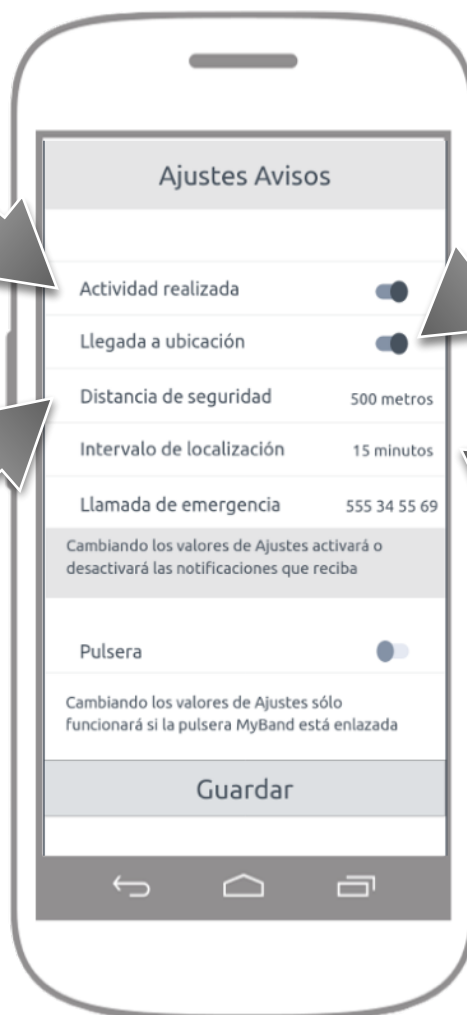 Ajustes Avisos
Actividad realizada
Llegada a ubicación
Distancia de seguridad 500 metros
Intervalo de localización 15 minutos
Llamada de emergencia 555 34 55 69
Cambiando los valores de Ajustes activará o
desactivará las notificaciones que reciba
Pulsera
Cambiando los valores de Ajustes sólo
funcionará si la pulsera MyBand está enlazada
Guardar